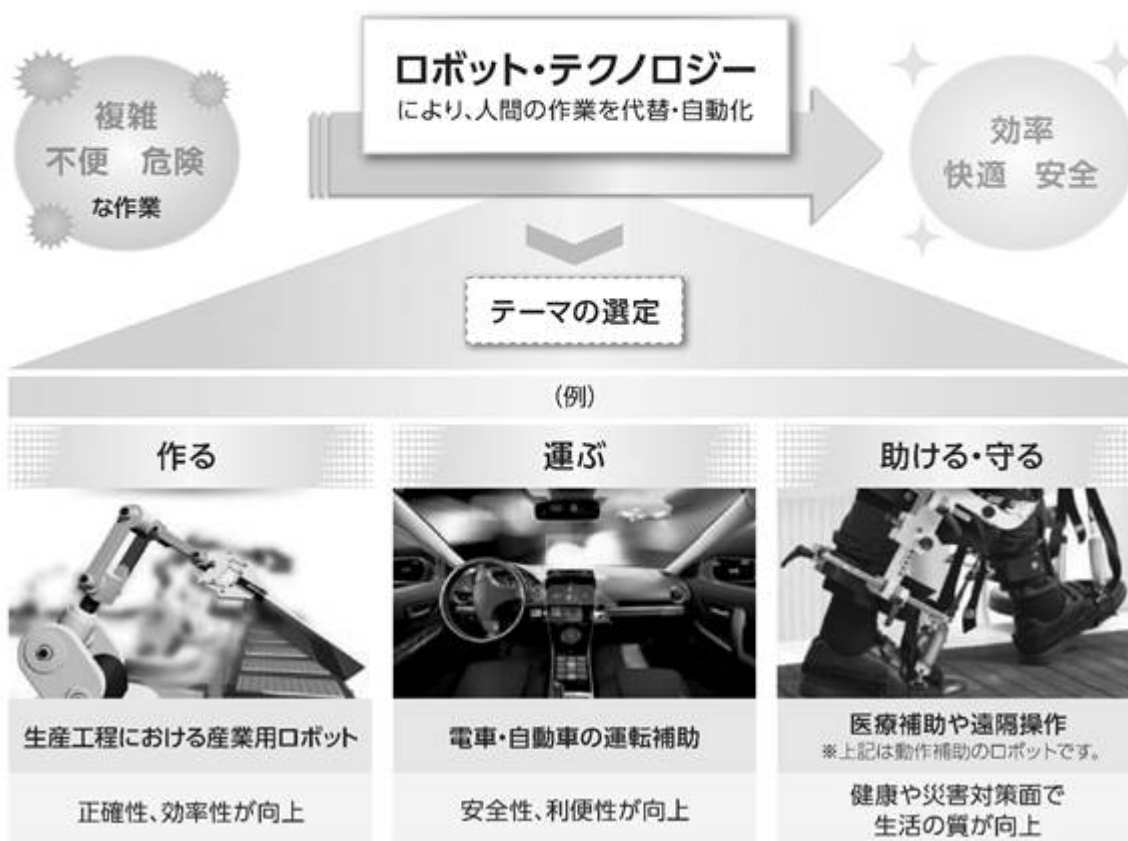 複雑
不便 危険
な作業
ロボット・テクノロジー
により、人間の作業を代替・自動化
効率
快適 安全
テーマの選定
(例)
作る
運ぶ
助ける・守る
生産工程における産業用ロボット
電車・自動車の運転補助
医療補助や遠隔操作
※上記は動作補助のロボットです。
正確性、効率性が向上
安全性、利便性が向上
健康や災害対策面で
生活の質が向上